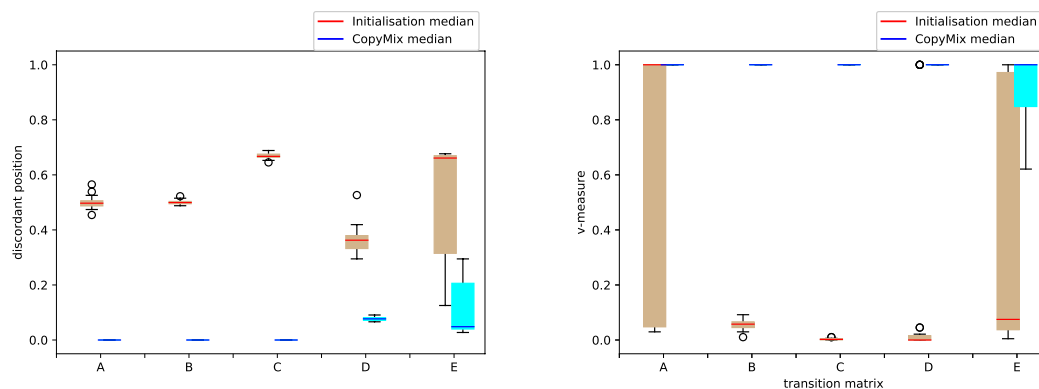 Initialisation median
CopyMix median
1.0
0.8
0.6
0.4
0.2
0.0
discordant position
A B C D E
Initialisation median
CopyMix median
1.0
0.8
0.6
0.4
0.2
0.0
v-measure
A B C D E
transition matrix